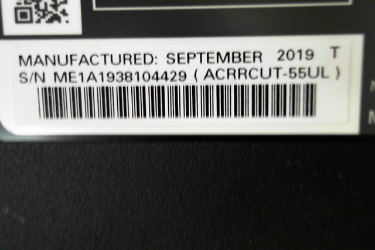 MANUFACTURED: SEPTEMBER 2019 T
S/N ME1A1938104429 ( ACRRCUT-55UL )